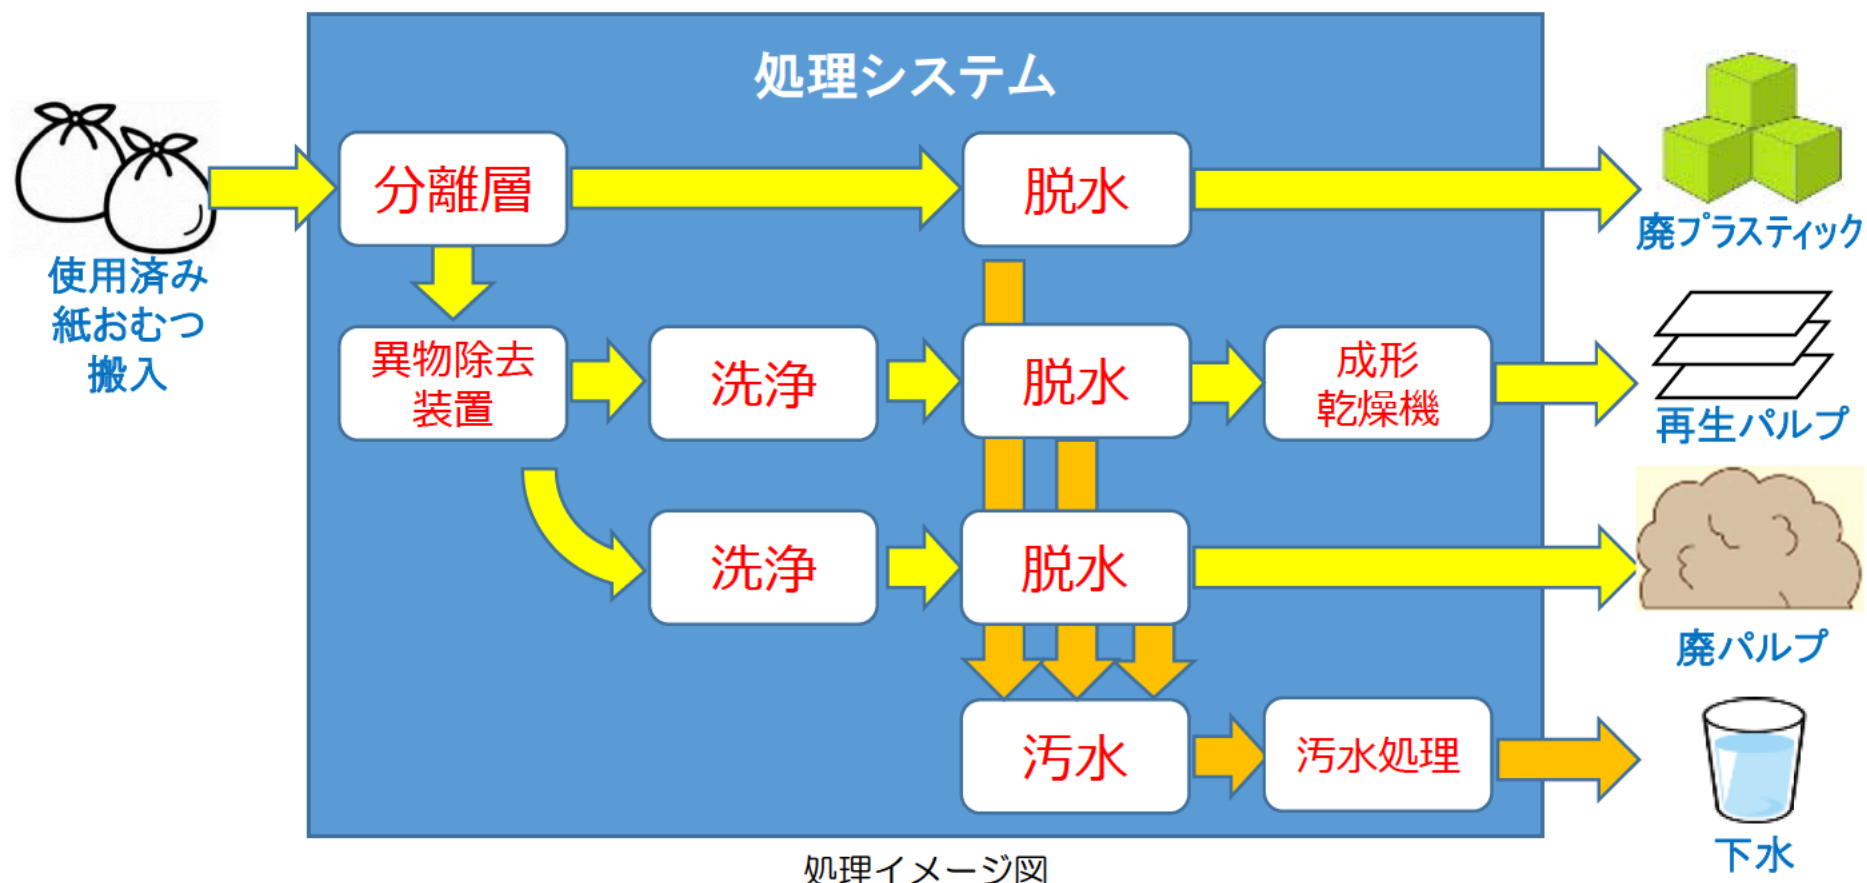 処理システム
使用済み
紙おむつ
搬入
分離層
脱水
廃プラスティック
異物除去
装置
洗浄
脱水
成形
乾燥機
再生パルプ
洗浄
脱水
廃パルプ
汚水
汚水処理
下水
処理イメージ図